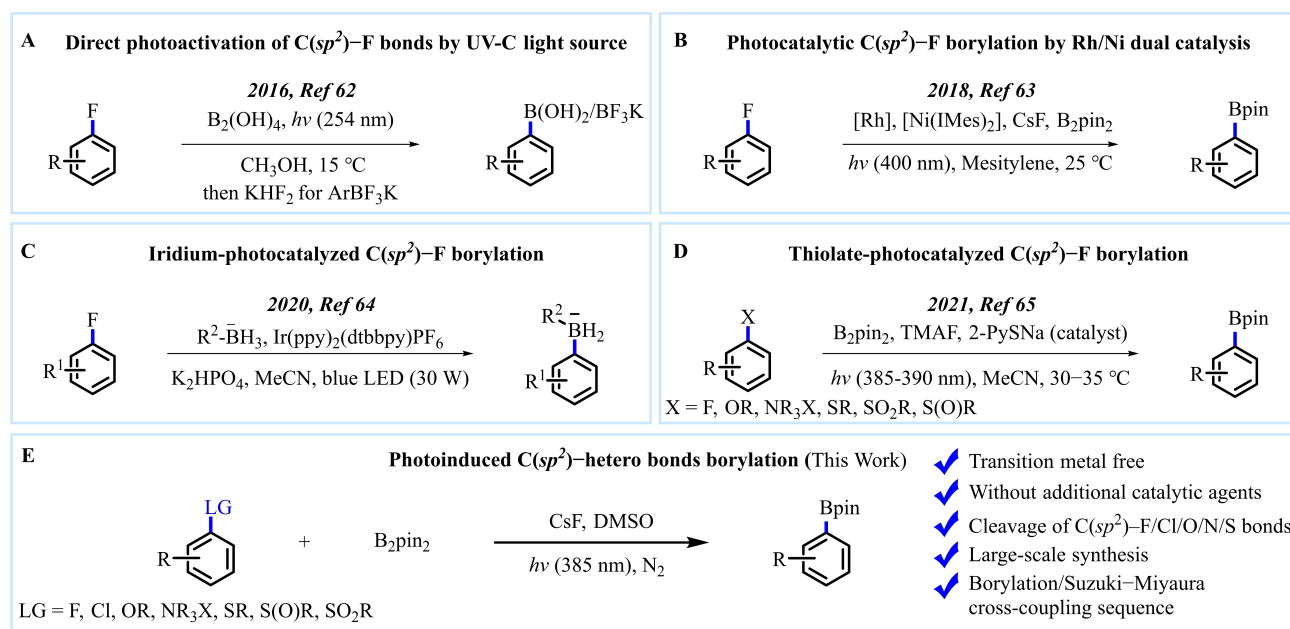 A Direct photoactivation of C(sp²)−F bonds by UV-C light source
2016, Ref 62
F
R
B₂(OH)₄, hv (254 nm)
CH₃OH, 15 ℃
then KHF₂ for ArBF₃K
B(OH)₂/BF₃K
R
B Photocatalytic C(sp²)−F borylation by Rh/Ni dual catalysis
2018, Ref 63
F
R
[Rh], [Ni(IMes)₂], CsF, B₂pin₂
hv (400 nm), Mesitylene, 25 ℃
Bpin
R
C Iridium-photocatalyzed C(sp²)−F borylation
2020, Ref 64
F
R¹
R²-B̄H₃, Ir(ppy)₂(dtbbpy)PF₆
K₂HPO₄, MeCN, blue LED (30 W)
R² −
BH₂
R¹
D Thiolate-photocatalyzed C(sp²)−F borylation
2021, Ref 65
X
R
B₂pin₂, TMAF, 2-PySNa (catalyst)
hv (385-390 nm), MeCN, 30−35 ℃
Bpin
R
X = F, OR, NR₃X, SR, SO₂R, S(O)R
E Photoinduced C(sp²)−hetero bonds borylation (This Work)
LG
R
+
B₂pin₂
CsF, DMSO
hv (385 nm), N₂
Bpin
R
LG = F, Cl, OR, NR₃X, SR, S(O)R, SO₂R
Transition metal free
Without additional catalytic agents
Cleavage of C(sp²)–F/Cl/O/N/S bonds
Large-scale synthesis
Borylation/Suzuki−Miyaura
cross-coupling sequence